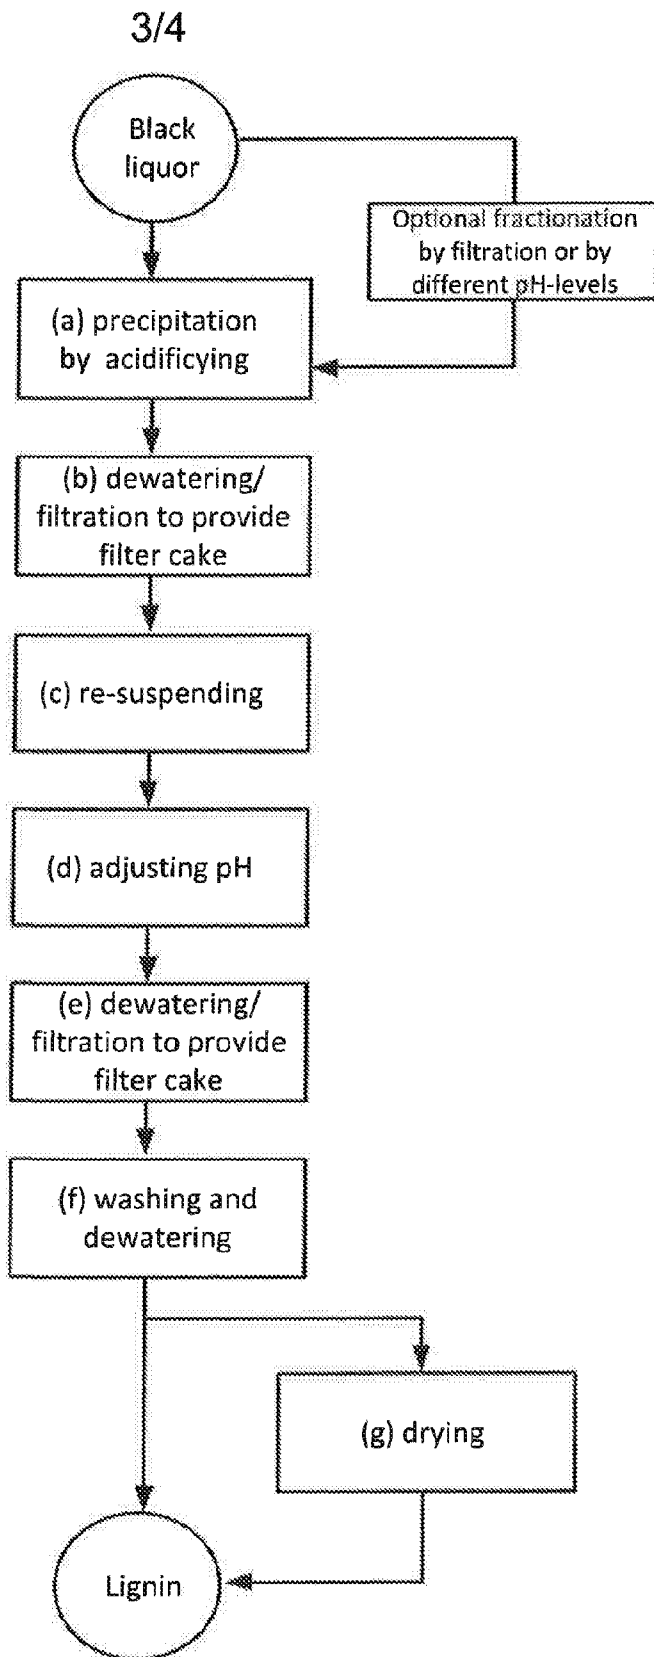 3/4
Black
liquor
Optional fractionation
by filtration or by
different pH-levels
(a) precipitation
by acidificying
(b) dewatering/
filtration to provide
filter cake
(c) re-suspending
(d) adjusting pH
(e) dewatering/
filtration to provide
filter cake
(f) washing and
dewatering
(g) drying
Lignin